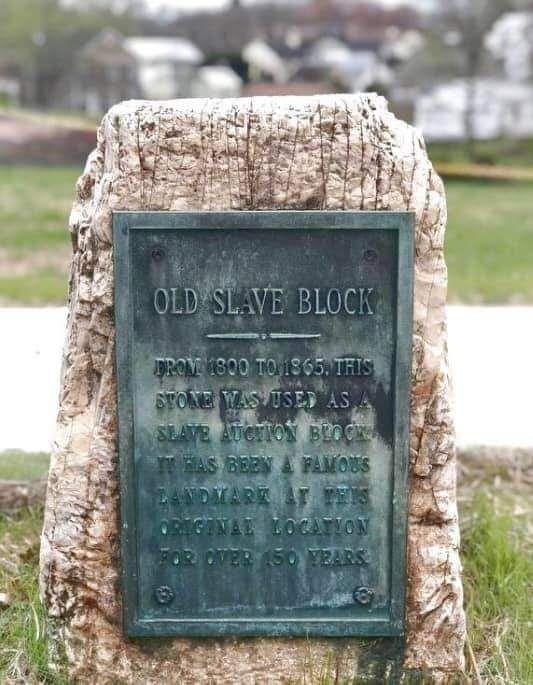 OLD SLAVE BLOCK
FROM 1800 TO 1865, THIS
STONE WAS USED AS A
SLAVE AUCTION BLOCK.
IT HAS BEEN A FAMOUS
LANDMARK AT THIS
ORIGINAL LOCATION
FOR OVER 150 YEARS.